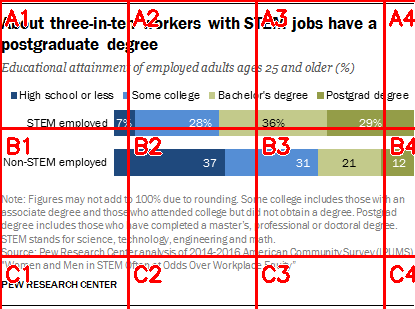 About three-in-ten workers with STEM jobs have a
postgraduate degree
Educational attainment of employed adults ages 25 and older (%)
High school or less Some college Bachelor's degree Postgrad degree
STEM employed 7% 28% 36% 29%
Non-STEM employed 37 31 21 12
Note: Figures may not add to 100% due to rounding. Some college includes those with an
associate degree and those who attended college but did not obtain a degree. Postgrad
degree includes those who have completed a master's, professional or doctoral degree.
STEM stands for science, technology, engineering and math.
Source: Pew Research Center analysis of 2014-2016 American Community Survey (IPUMS).
"Women and Men in STEM Often at Odds Over Workplace Equity"
PEW RESEARCH CENTER
A1 A2 A3 A4
B1 B2 B3 B4
C1 C2 C3 C4